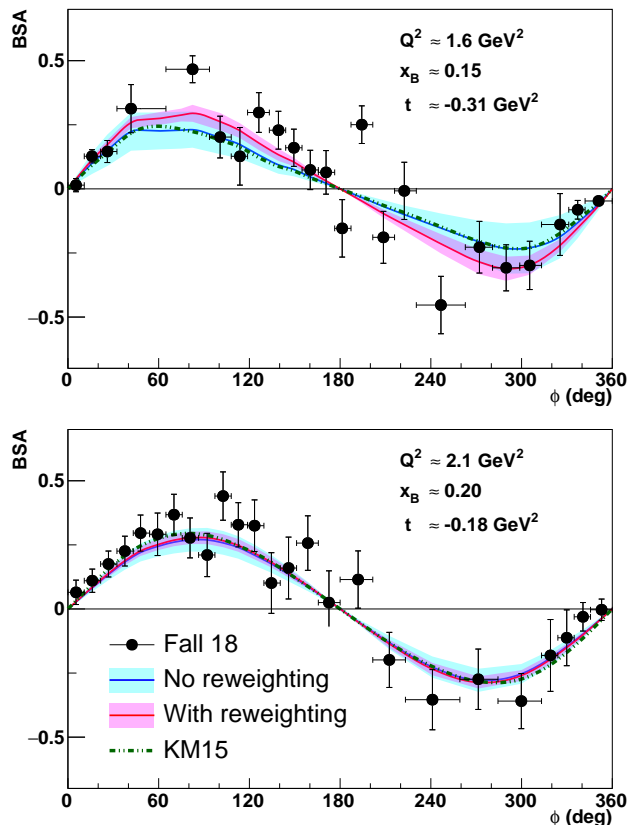 BSA
Q² ≈ 1.6 GeV²
x_B ≈ 0.15
t ≈ -0.31 GeV²
0.5
0
−0.5
0 60 120 180 240 300 360
ϕ (deg)
BSA
Q² ≈ 2.1 GeV²
x_B ≈ 0.20
t ≈ -0.18 GeV²
0.5
0
−0.5
Fall 18
No reweighting
With reweighting
KM15
0 60 120 180 240 300 360
ϕ (deg)